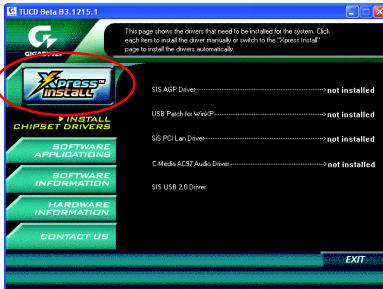 TUCD Beta B3.1215.1
This page shows the drivers that need to be installed for the system. Click
each item to install the driver manually or switch to the "Xpress Install"
page to install the drivers automatically.
GIGABYTE
Xpress
Install
INSTALL
CHIPSET DRIVERS
SOFTWARE
APPLICATIONS
SOFTWARE
INFORMATION
HARDWARE
INFORMATION
CONTACT US
SIS AGP Driver not installed
USB Patch for WinXP not installed
SiS PCI Lan Driver not installed
C-Media AC97 Audio Driver not installed
SIS USB 2.0 Driver
EXIT